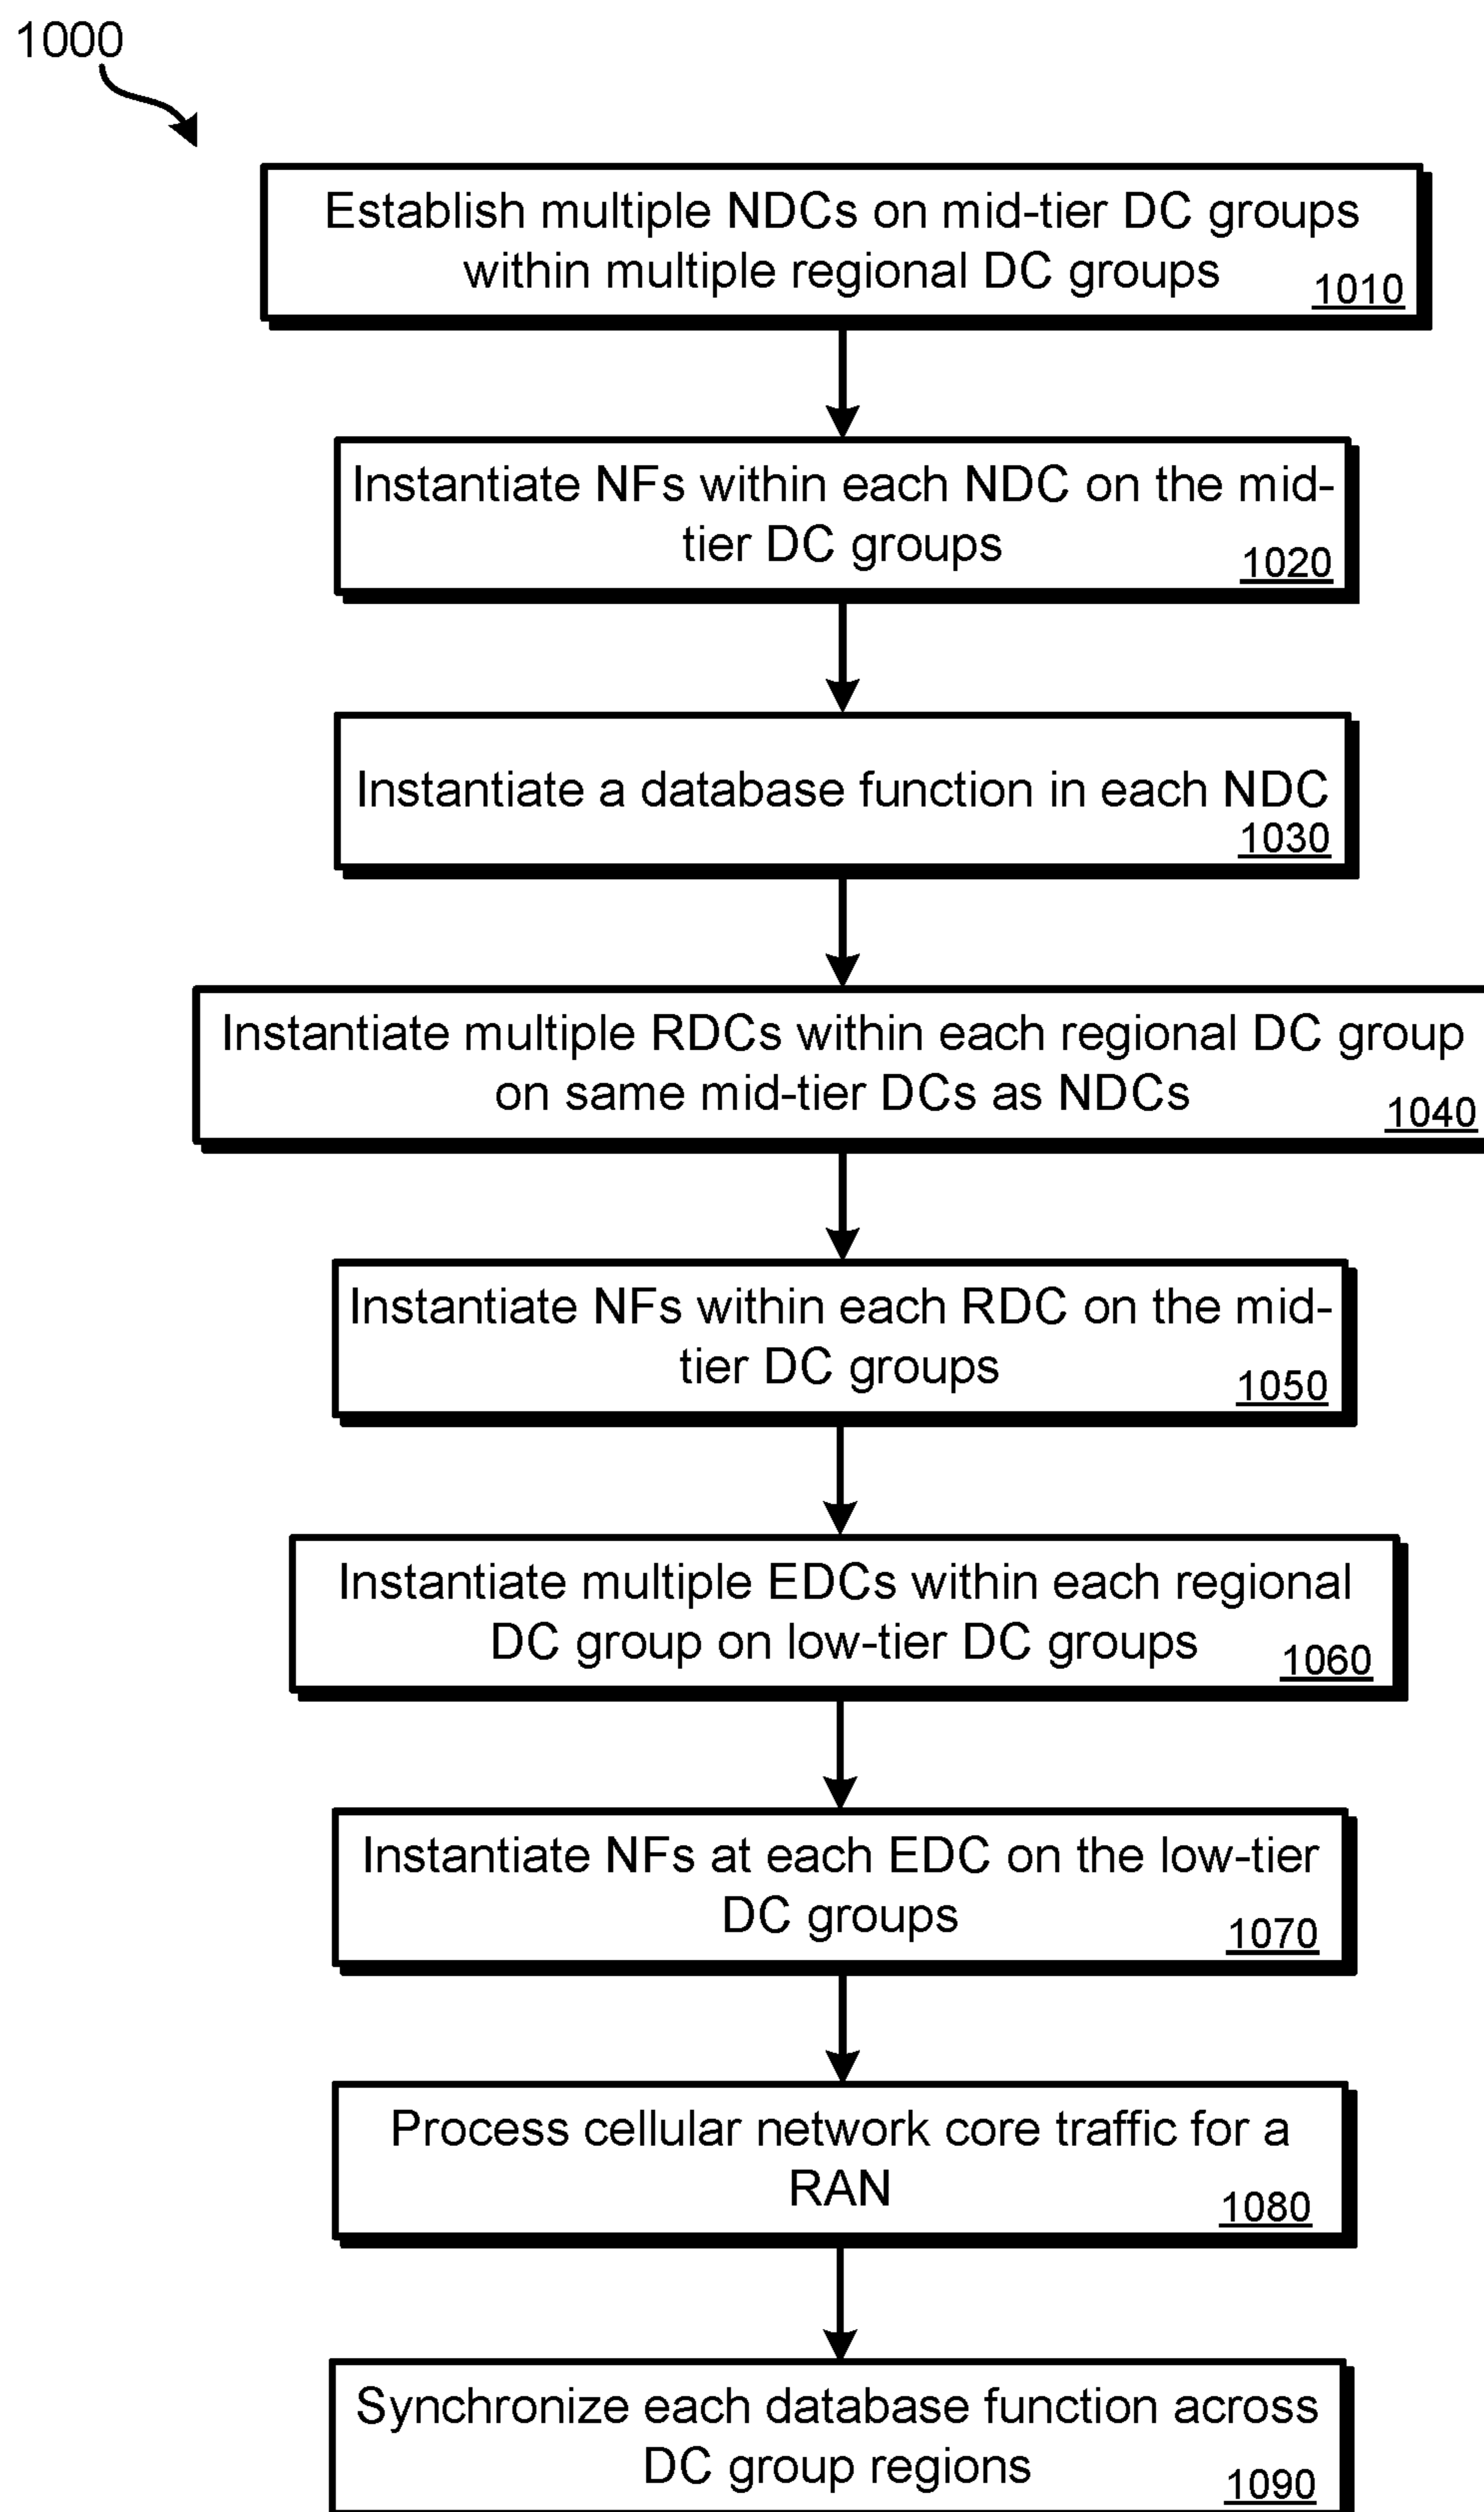 1000
Establish multiple NDCs on mid-tier DC groups
within multiple regional DC groups
1010
Instantiate NFs within each NDC on the mid-
tier DC groups
1020
Instantiate a database function in each NDC
1030
Instantiate multiple RDCs within each regional DC group
on same mid-tier DCs as NDCs
1040
Instantiate NFs within each RDC on the mid-
tier DC groups
1050
Instantiate multiple EDCs within each regional
DC group on low-tier DC groups
1060
Instantiate NFs at each EDC on the low-tier
DC groups
1070
Process cellular network core traffic for a
RAN
1080
Synchronize each database function across
DC group regions
1090